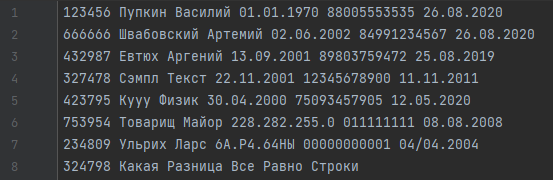 1 123456 Пупкин Василий 01.01.1970 88005553535 26.08.2020
2 666666 Швабовский Артемий 02.06.2002 84991234567 26.08.2020
3 432987 Евтюх Аргений 13.09.2001 89803759472 25.08.2019
4 327478 Сэмпл Текст 22.11.2001 12345678900 11.11.2011
5 423795 Кууу Физик 30.04.2000 75093457905 12.05.2020
6 753954 Товарищ Майор 228.282.255.0 011111111 08.08.2008
7 234809 Ульрих Ларс 6А.Р4.64НЫ 00000000001 04/04.2004
8 324798 Какая Разница Все Равно Строки